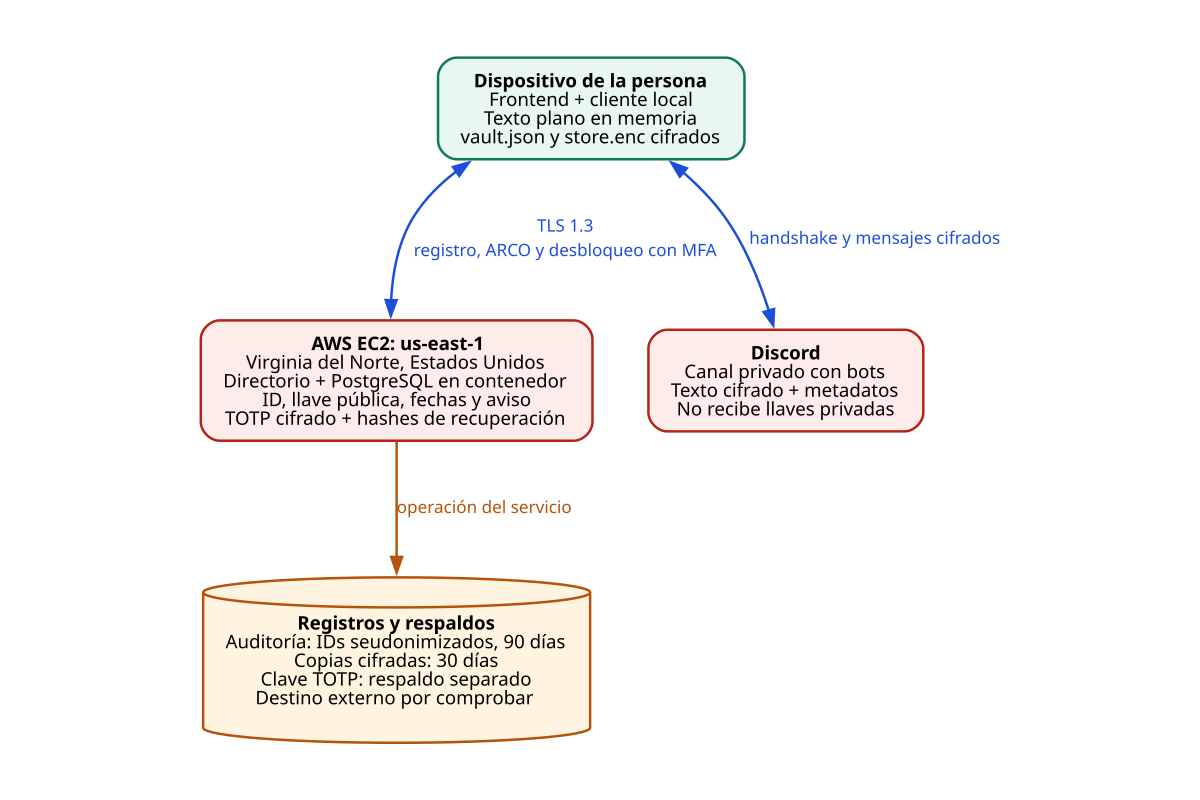 Dispositivo de la persona
Frontend + cliente local
Texto plano en memoria
vault.json y store.enc cifrados
TLS 1.3
registro, ARCO y desbloqueo con MFA
handshake y mensajes cifrados
AWS EC2: us-east-1
Virginia del Norte, Estados Unidos
Directorio + PostgreSQL en contenedor
ID, llave pública, fechas y aviso
TOTP cifrado + hashes de recuperación
Discord
Canal privado con bots
Texto cifrado + metadatos
No recibe llaves privadas
operación del servicio
Registros y respaldos
Auditoría: IDs seudonimizados, 90 días
Copias cifradas: 30 días
Clave TOTP: respaldo separado
Destino externo por comprobar